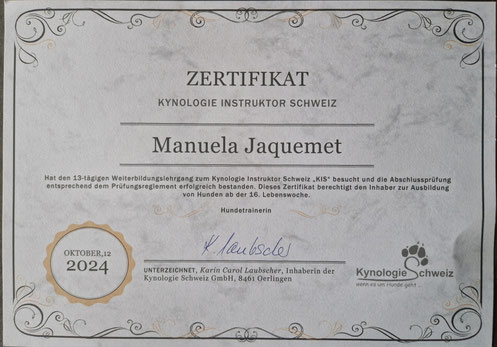 ZERTIFIKAT
KYNOLOGIE INSTRUKTOR SCHWEIZ
Manuela Jaquemet
Hat den 13-tägigen Weiterbildungslehrgang zum Kynologie Instruktor Schweiz „KIS“ besucht und die Abschlussprüfung
entsprechend dem Prüfungsreglement erfolgreich bestanden. Dieses Zertifikat berechtigt den Inhaber zur Ausbildung
von Hunden ab der 16. Lebenswoche.
Hundetrainerin
K. Laubscher
OKTOBER,12
2024
UNTERZEICHNET, Karin Carol Laubscher, Inhaberin der
Kynologie Schweiz GmbH, 8461 Oerlingen
Kynologie Schweiz
wenn es um Hunde geht